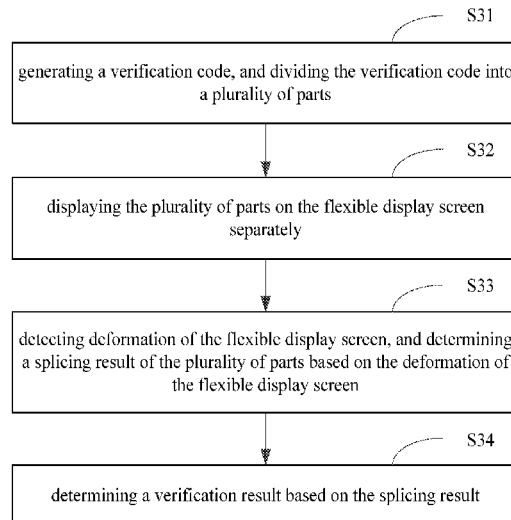 S31
generating a verification code, and dividing the verification code into
a plurality of parts
S32
displaying the plurality of parts on the flexible display screen
separately
S33
detecting deformation of the flexible display screen, and determining
a splicing result of the plurality of parts based on the deformation of
the flexible display screen
S34
determining a verification result based on the splicing result